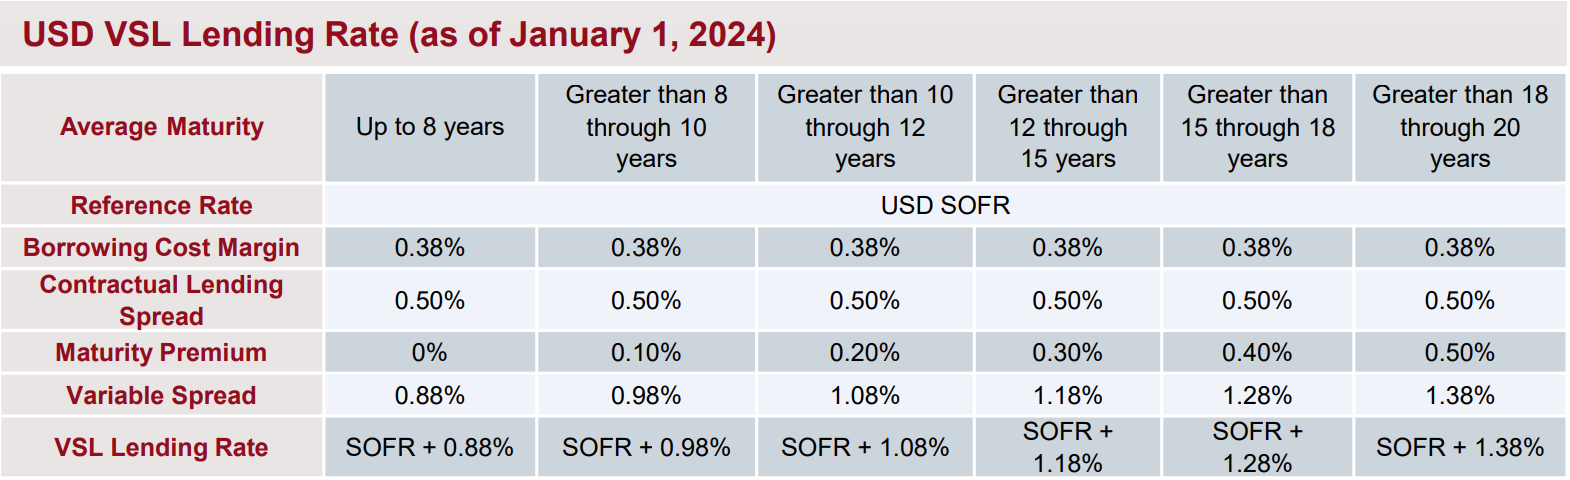 USD VSL Lending Rate (as of January 1, 2024)
Average Maturity
Up to 8 years
Greater than 8
through 10
years
Greater than 10
through 12
years
Greater than
12 through
15 years
Greater than
15 through 18
years
Greater than 18
through 20
years
Reference Rate
USD SOFR
Borrowing Cost Margin
0.38%
0.38%
0.38%
0.38%
0.38%
0.38%
Contractual Lending
Spread
0.50%
0.50%
0.50%
0.50%
0.50%
0.50%
Maturity Premium
0%
0.10%
0.20%
0.30%
0.40%
0.50%
Variable Spread
0.88%
0.98%
1.08%
1.18%
1.28%
1.38%
VSL Lending Rate
SOFR + 0.88%
SOFR + 0.98%
SOFR + 1.08%
SOFR +
1.18%
SOFR +
1.28%
SOFR + 1.38%